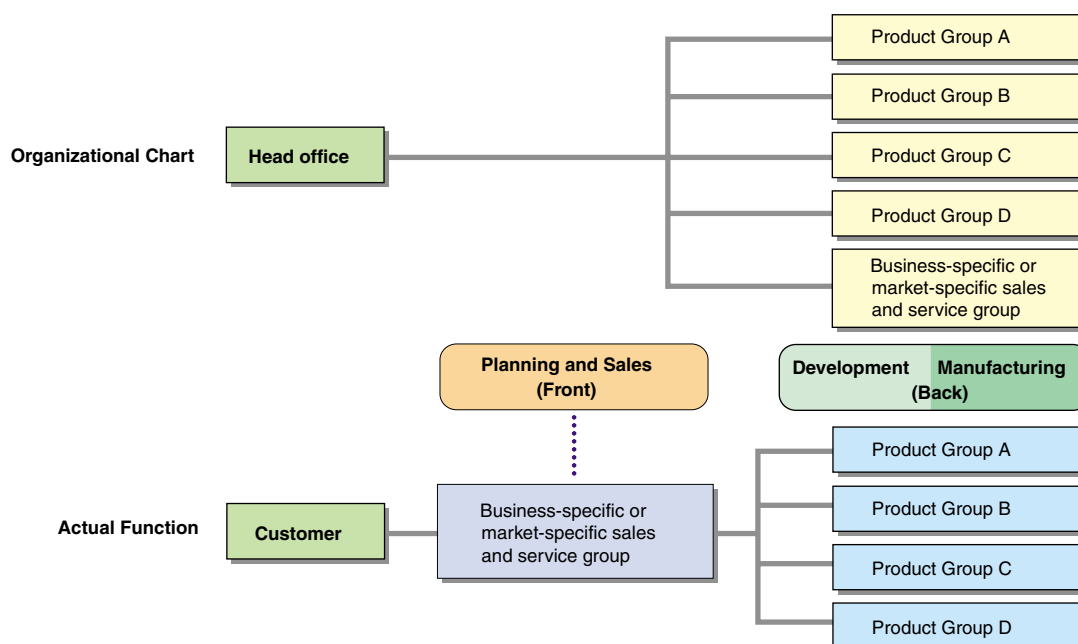 Product Group A
Product Group B
Organizational Chart
Head office
Product Group C
Product Group D
Business-specific or
market-specific sales
and service group
Planning and Sales
(Front)
Development Manufacturing
(Back)
Product Group A
Actual Function
Customer
Business-specific or
market-specific sales
and service group
Product Group B
Product Group C
Product Group D